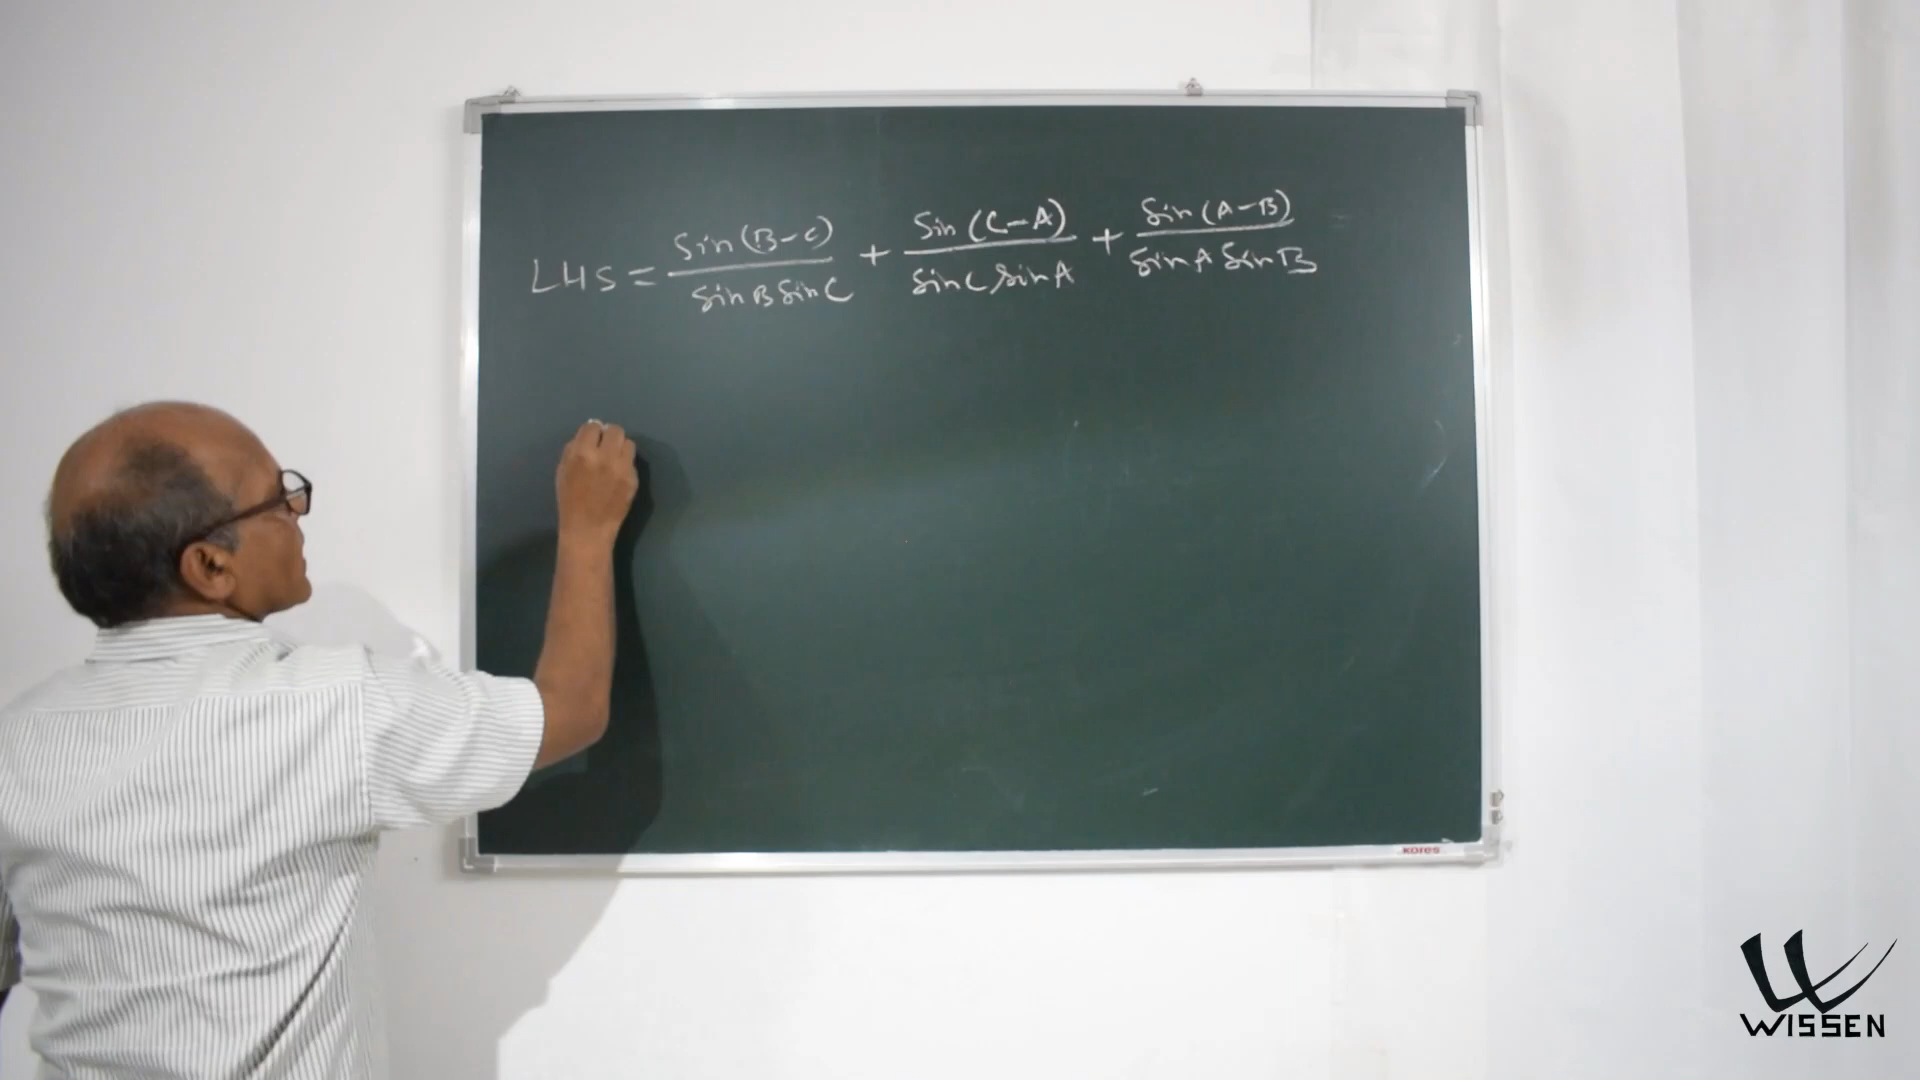 LHS = sin(B-C)/sinB sinC + sin(C-A)/sinC sinA + sin(A-B)/sinA sinB
kores
WISSEN